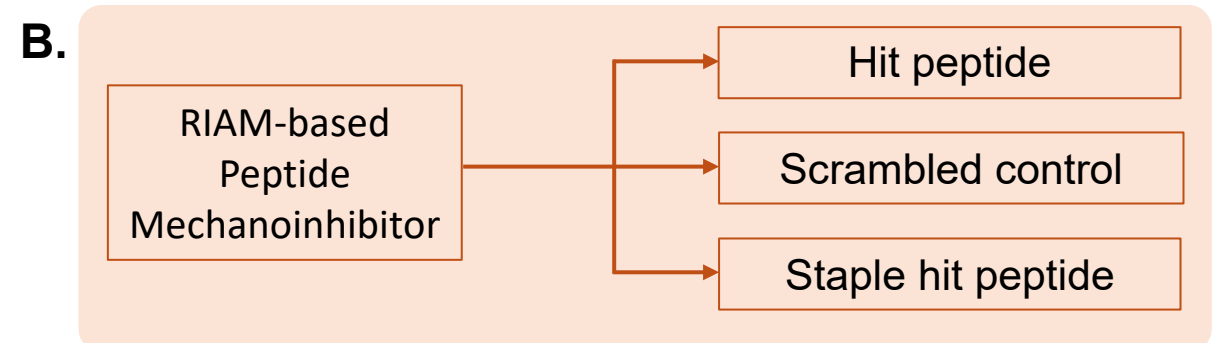 B.
RIAM-based
Peptide
Mechanoinhibitor
Hit peptide
Scrambled control
Staple hit peptide